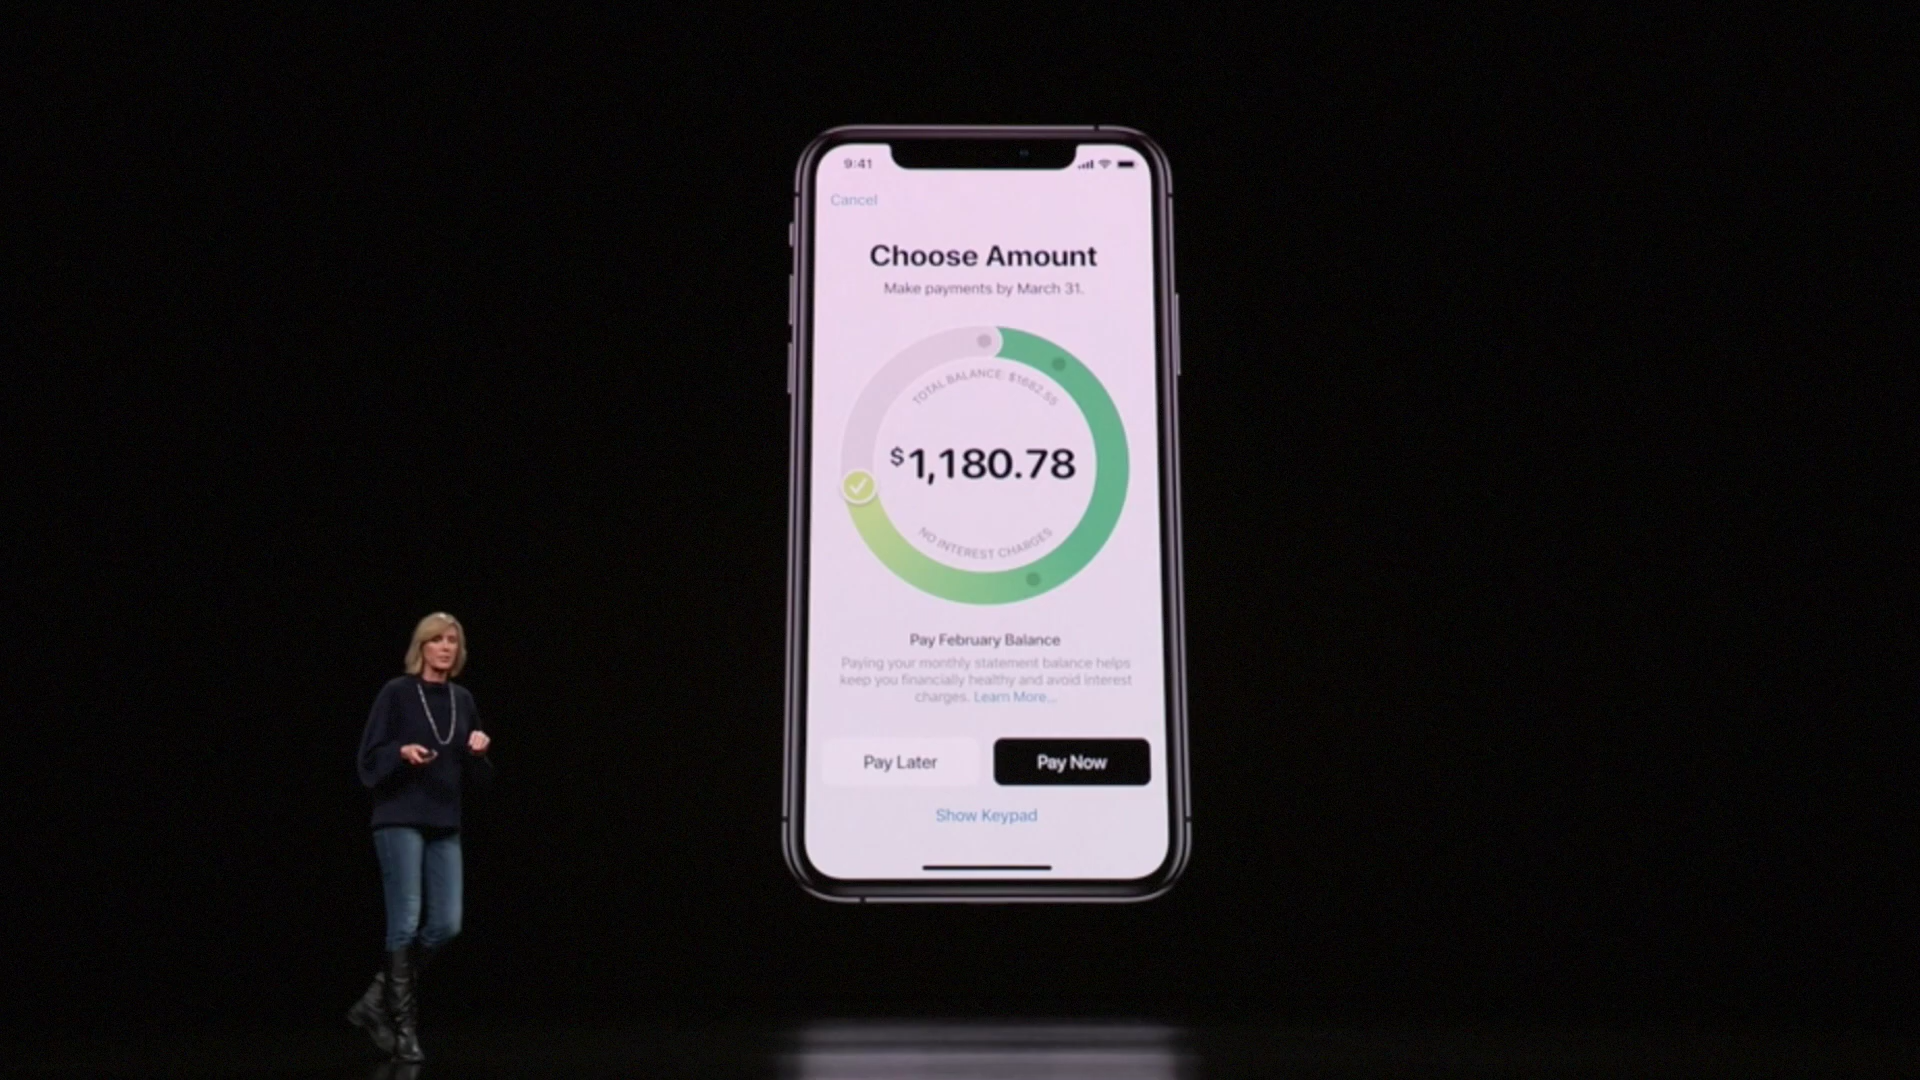 9:41
Cancel
Choose Amount
Make payments by March 31.
TOTAL BALANCE: $1682.55
$1,180.78
NO INTEREST CHARGES
Pay February Balance
Paying your monthly statement balance helps
keep you financially healthy and avoid interest
charges. Learn More...
Pay Later
Pay Now
Show Keypad